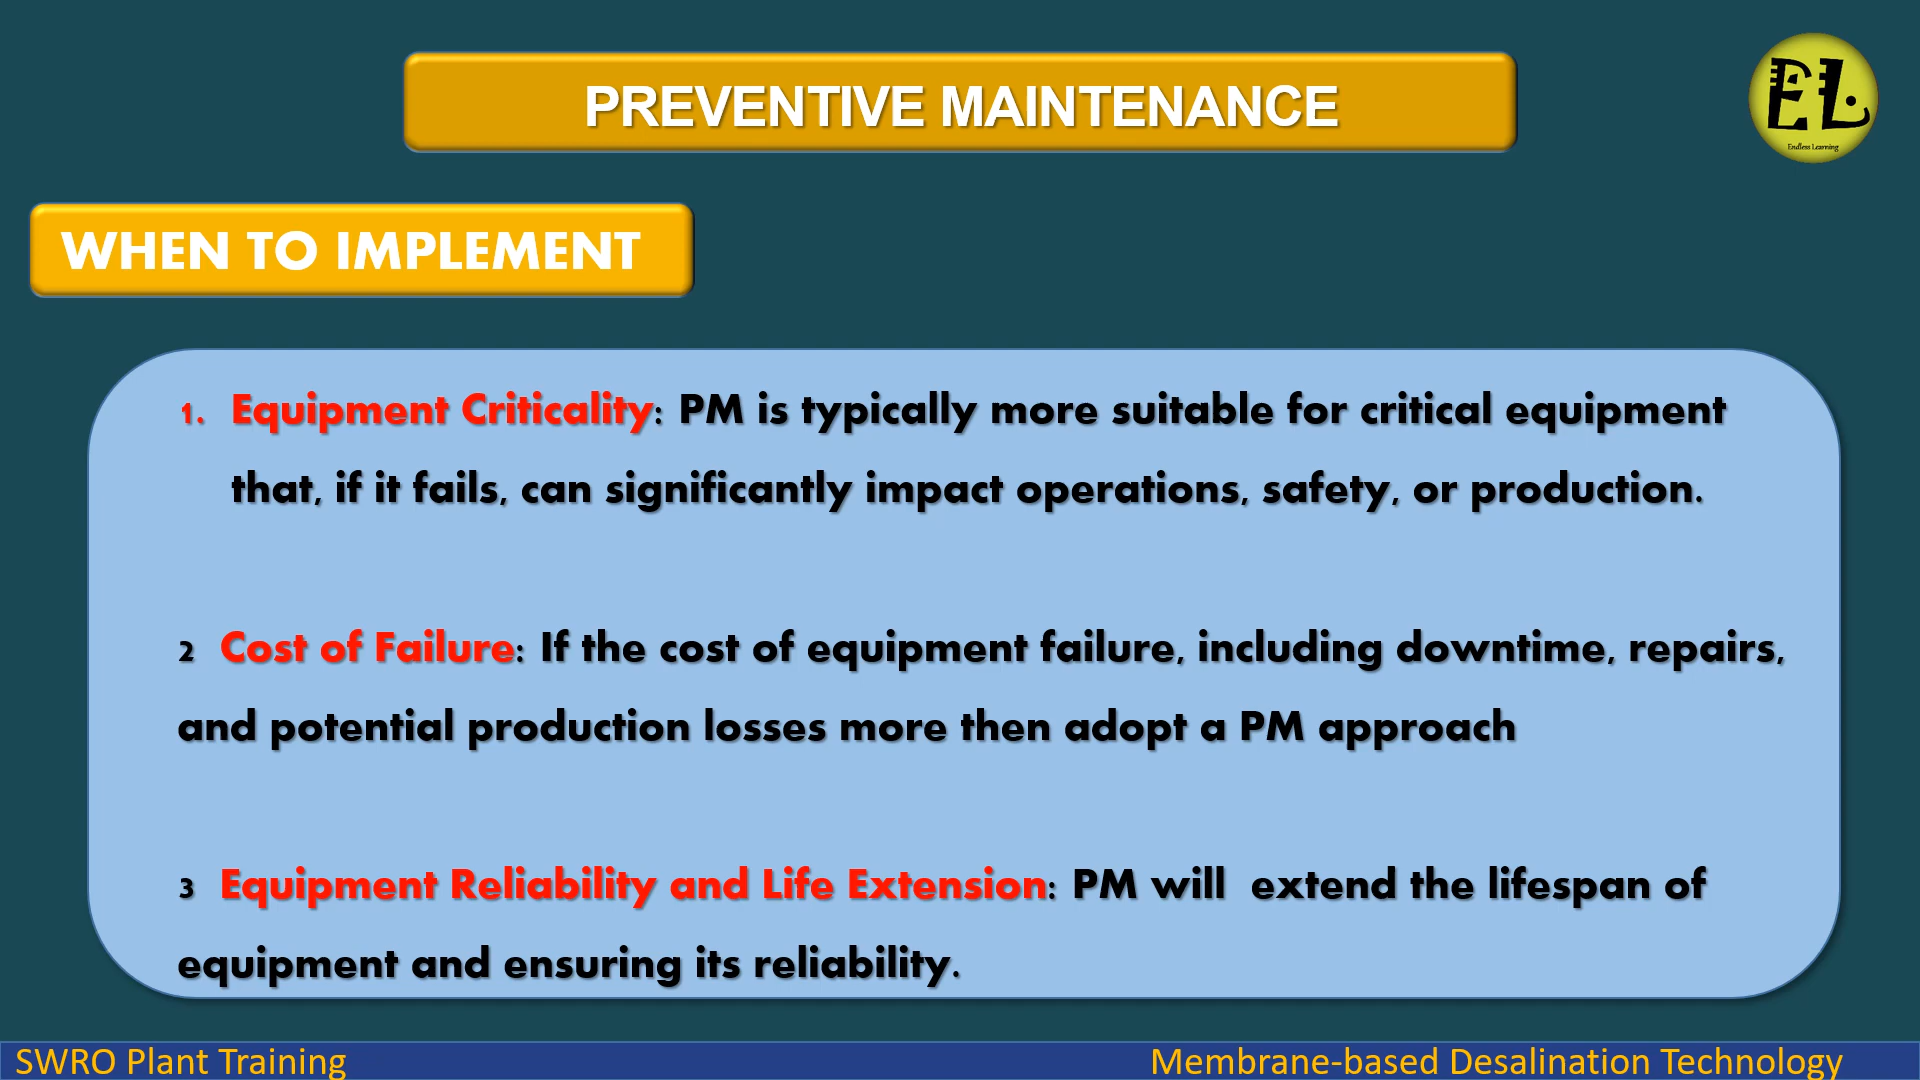 PREVENTIVE MAINTENANCE
EL
Endless Learning
WHEN TO IMPLEMENT
1. Equipment Criticality: PM is typically more suitable for critical equipment
that, if it fails, can significantly impact operations, safety, or production.
2 Cost of Failure: If the cost of equipment failure, including downtime, repairs,
and potential production losses more then adopt a PM approach
3 Equipment Reliability and Life Extension: PM will extend the lifespan of
equipment and ensuring its reliability.
SWRO Plant Training
Membrane-based Desalination Technology